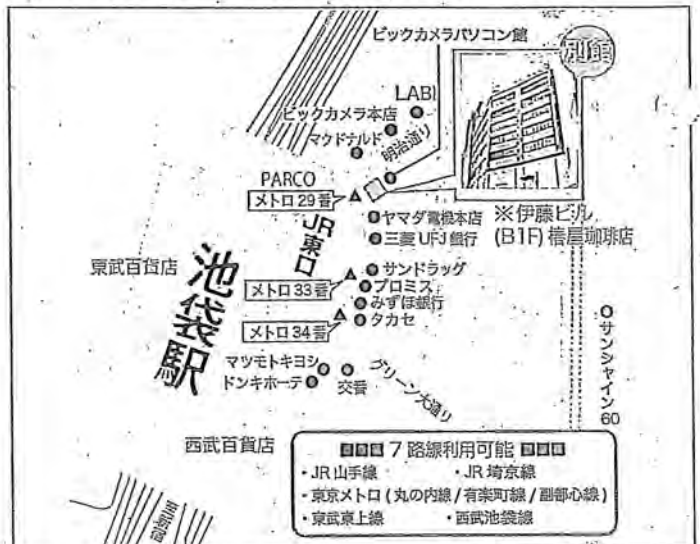 ビックカメラパソコン館
別館
LABI
ビックカメラ本店
マクドナルド
明治通り
PARCO
メトロ29番
JR東口
ヤマダ電機本店
三菱UFJ銀行
※伊藤ビル
(B1F) 椿屋珈琲店
東武百貨店
池袋駅
サンドラッグ
メトロ33番
プロミス
みずほ銀行
メトロ34番
タカセ
サンシャイン60
マツモトキヨシ
ドンキホーテ
交番
グリーン大通り
西武百貨店
7路線利用可能
・JR山手線
・JR埼京線
・東京メトロ(丸の内線/有楽町線/副都心線)
・東武東上線
・西武池袋線